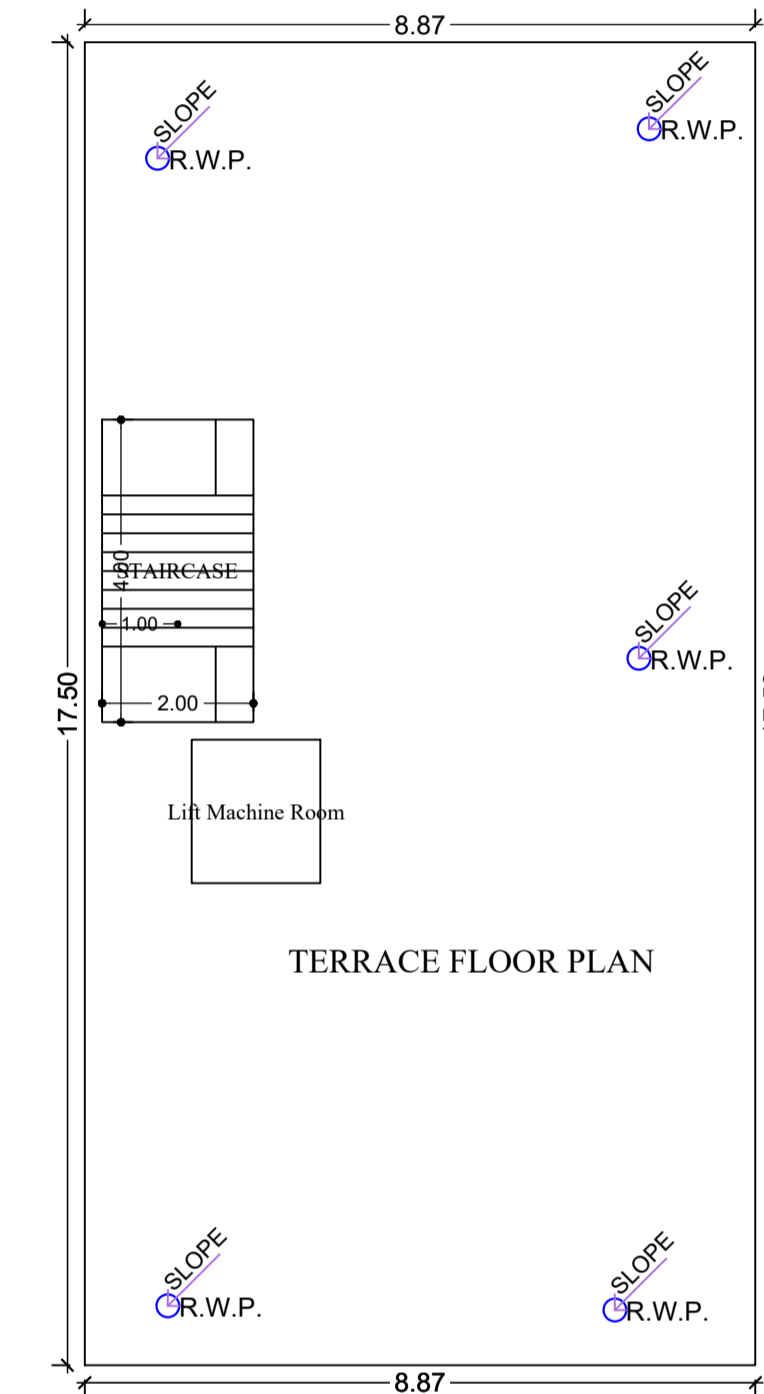 8.87
SLOPE
R.W.P.
SLOPE
R.W.P.
4.00
STAIRCASE
1.00
SLOPE
R.W.P.
17.50
2.00
Lift Machine Room
TERRACE FLOOR PLAN
SLOPE
R.W.P.
SLOPE
R.W.P.
8.87